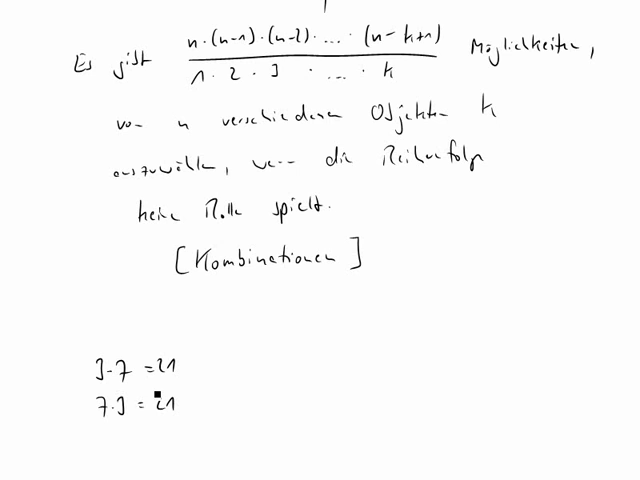 Es gibt n·(n-1)·(n-2)·...·(n-k+1) / 1·2·3·...·k Möglichkeiten,
von n verschiedenen Objekten k
auszuwählen, wenn die Reihenfolge
keine Rolle spielt.
[Kombinationen]
3·7 = 21
7·3 = 21